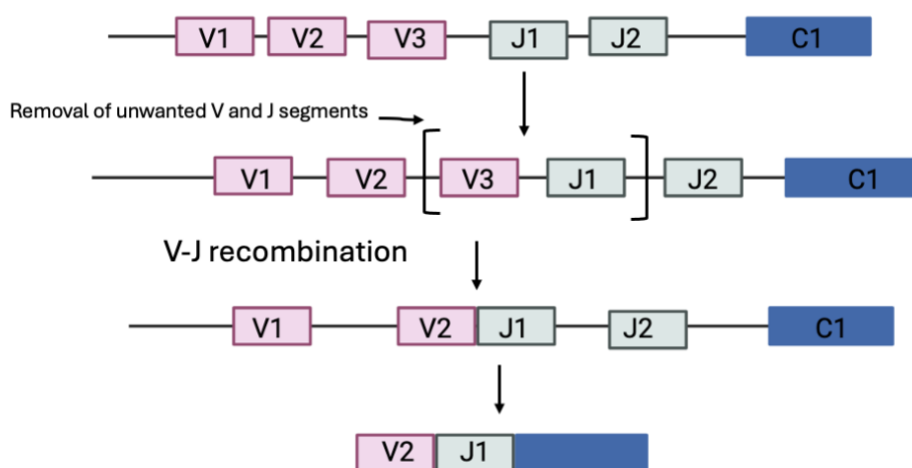 V1 V2 V3 J1 J2 C1
Removal of unwanted V and J segments
V1 V2 V3 J1 J2 C1
V-J recombination
V1 V2 J1 J2 C1
V2 J1